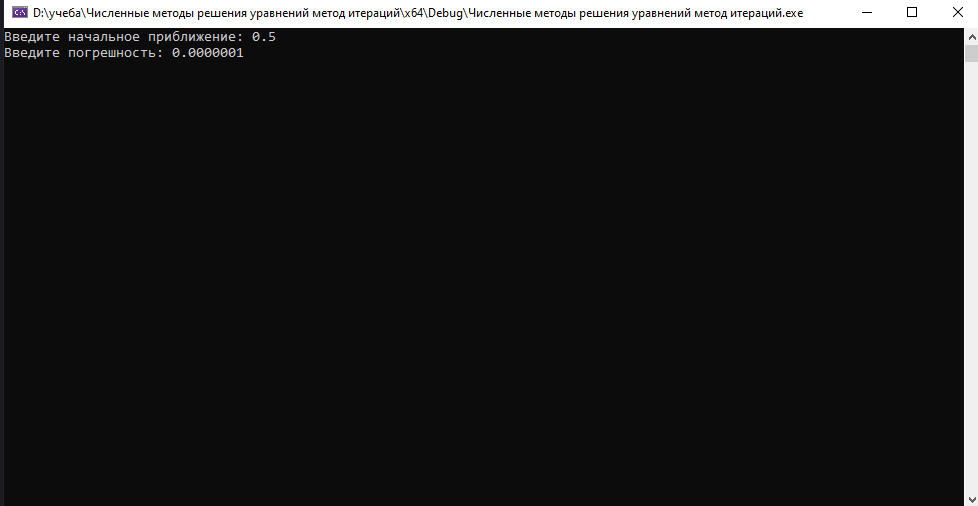 D:\учеба\Численные методы решения уравнений метод итераций\x64\Debug\Численные методы решения уравнений метод итераций.exe
Введите начальное приближение: 0.5
Введите погрешность: 0.0000001